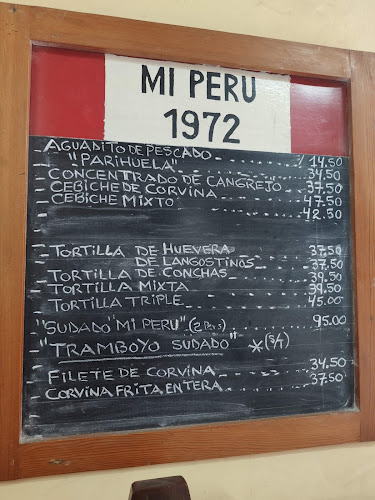 MI PERU
1972
AGUADITO DE PESCADO 14.50
"PARIHUELA" 34.50
CONCENTRADO DE CANGREJO 37.50
CEBICHE DE CORVINA 47.50
CEBICHE MIXTO 42.50
TORTILLA DE HUEVERA 37.50
DE LANGOSTINOS 37.50
TORTILLA DE CONCHAS 39.50
TORTILLA MIXTA 39.50
TORTILLA TRIPLE 45.00
"SUDADO "MI PERU" (2 Pers) 95.00
"TRAMBOYO SUDADO" * (S/T)
FILETE DE CORVINA 34.50
CORVINA FRITA ENTERA 37.50